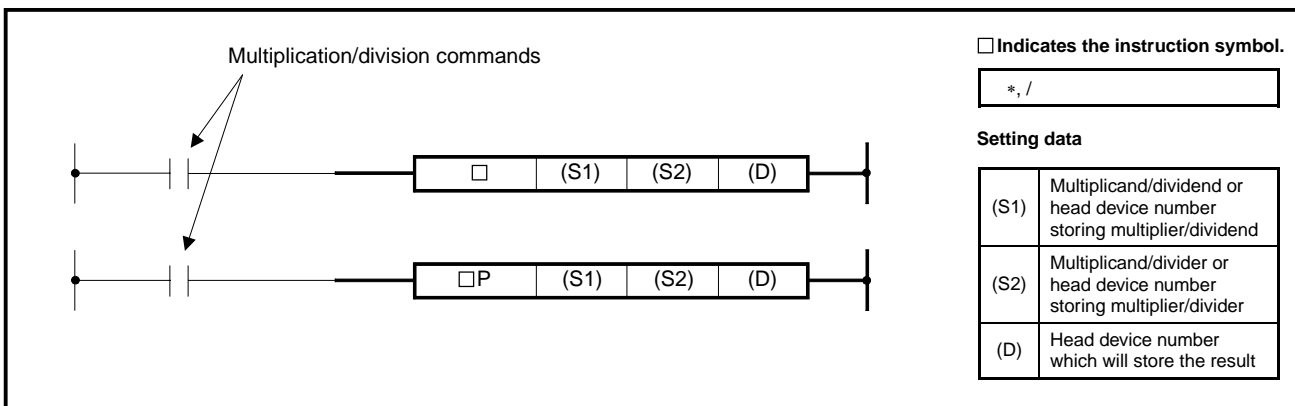 Multiplication/division commands
□ (S1) (S2) (D)
□P (S1) (S2) (D)
□ Indicates the instruction symbol.
*, /
Setting data
(S1) Multiplicand/dividend or
head device number
storing multiplier/dividend
(S2) Multiplicand/divider or
head device number
storing multiplier/divider
(D) Head device number
which will store the result